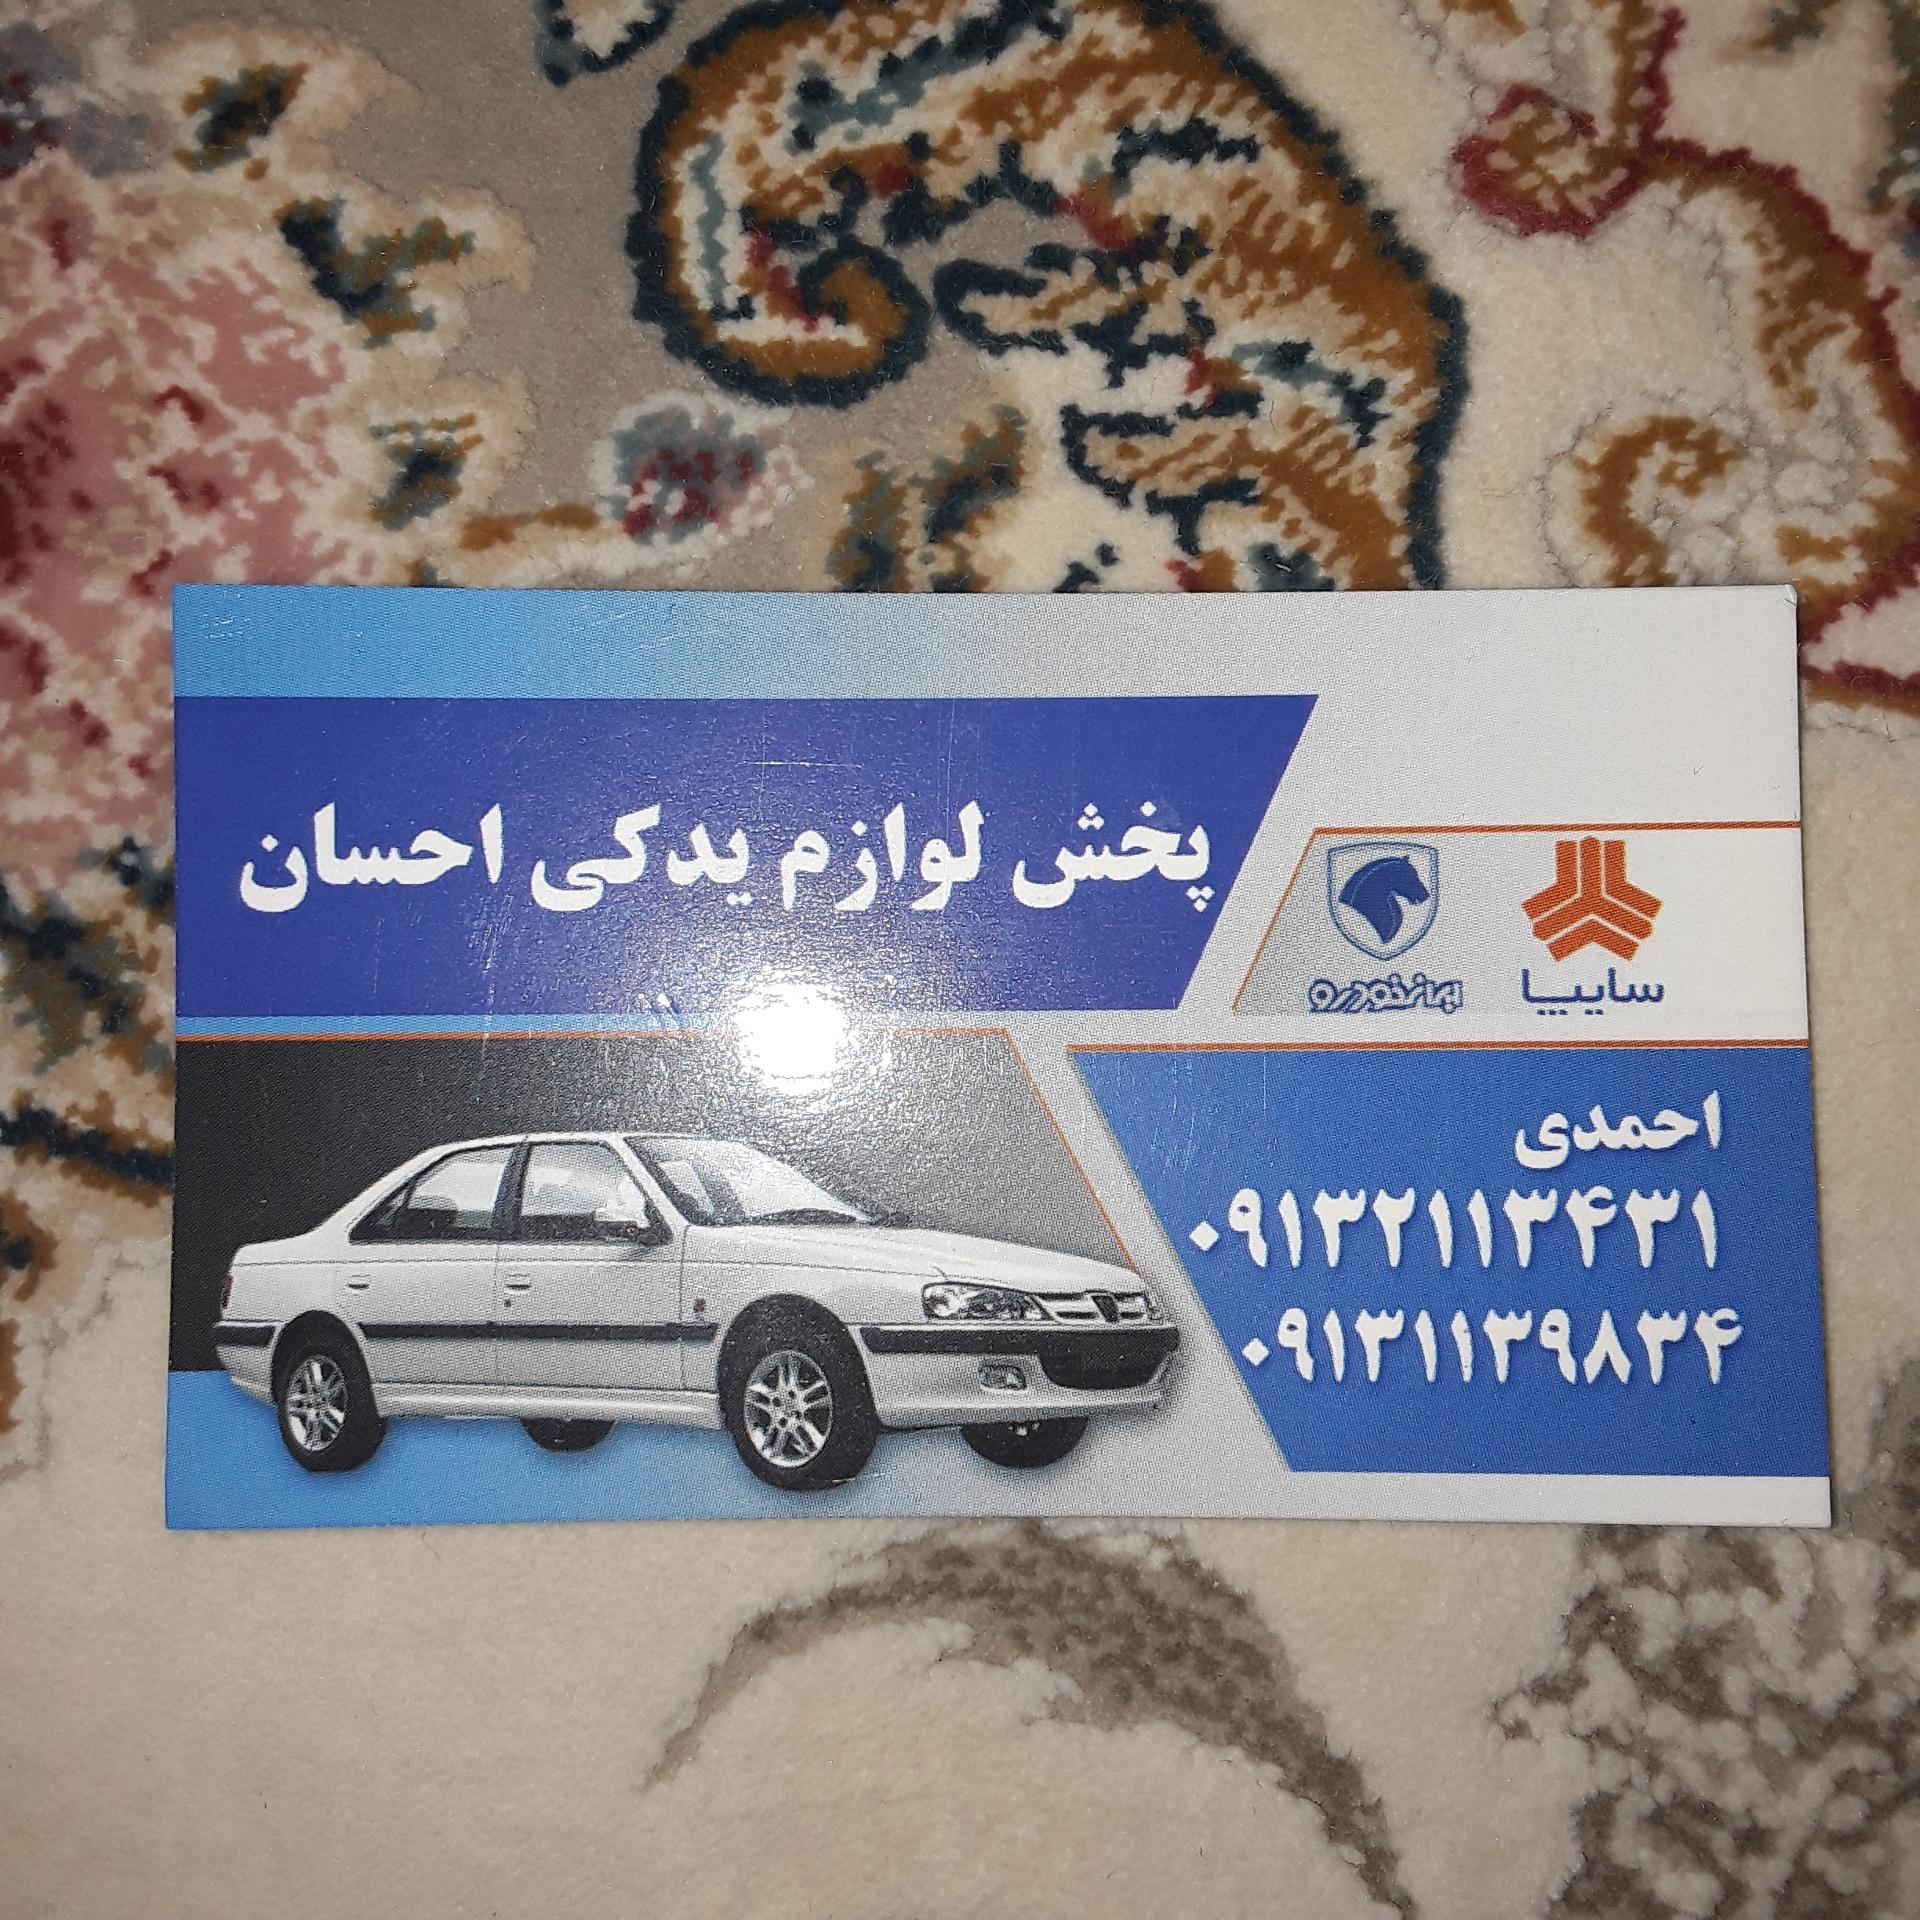 پخش لوازم یدکی احسان
سایپا
ایران‌خودرو
احمدی
۰۹۱۳۲۱۱۳۴۳۱
۰۹۱۳۱۱۳۹۸۳۴